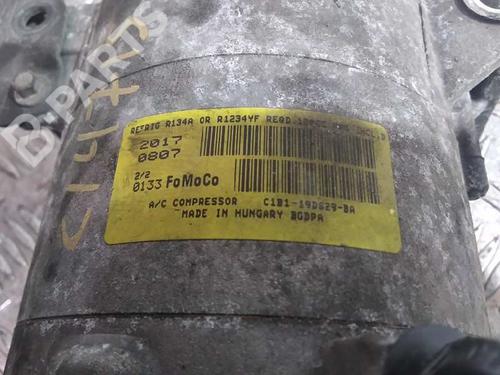 B-PARTS
REFRIG R134A OR R1234YF REQD
2017
0807
2/2
0133 FoMoCo
A/C COMPRESSOR C1B1-19D629-BA
MADE IN HUNGARY BGDPA